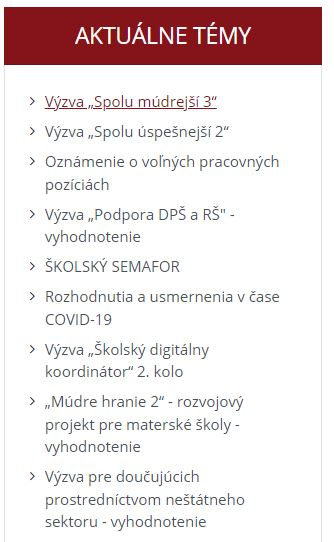 AKTUÁLNE TÉMY
Výzva „Spolu múdrejší 3“
Výzva „Spolu úspešnejší 2“
Oznámenie o voľných pracovných
pozíciách
Výzva „Podpora DPŠ a RŠ" -
vyhodnotenie
ŠKOLSKÝ SEMAFOR
Rozhodnutia a usmernenia v čase
COVID-19
Výzva „Školský digitálny
koordinátor“ 2. kolo
„Múdre hranie 2“ - rozvojový
projekt pre materské školy -
vyhodnotenie
Výzva pre doučujúcich
prostredníctvom neštátneho
sektoru - vyhodnotenie